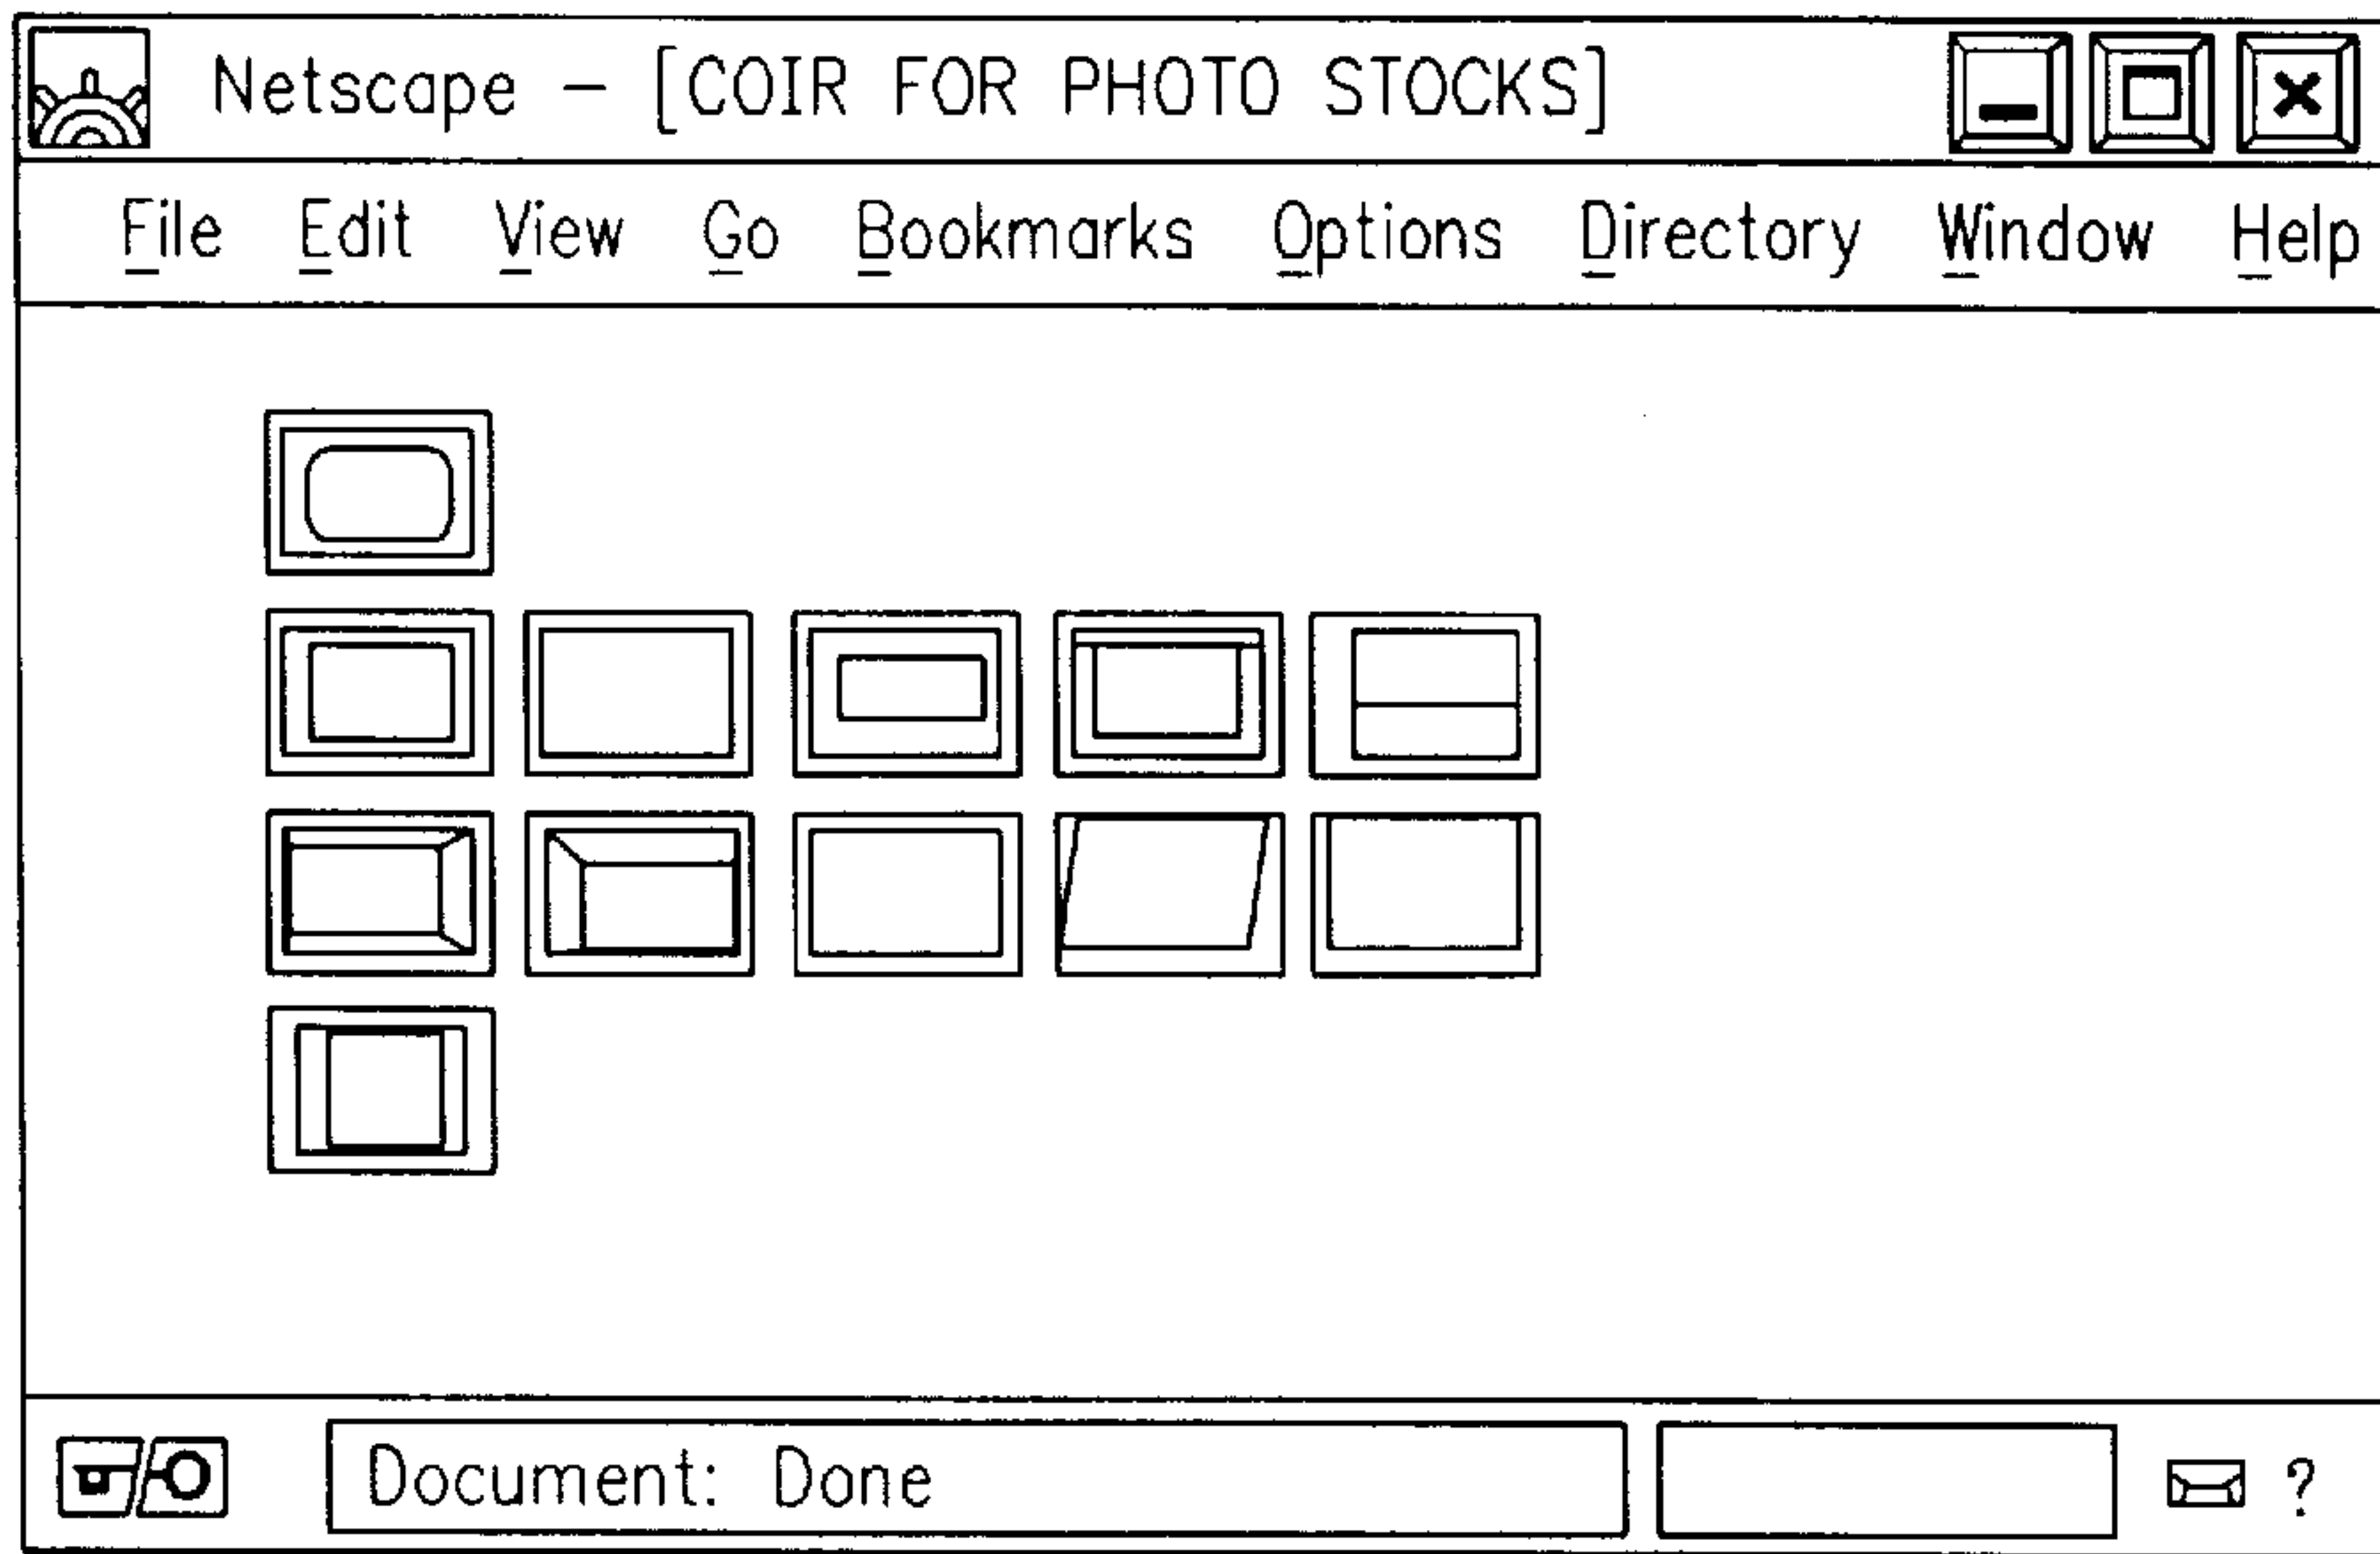 Netscape – [COIR FOR PHOTO STOCKS]
File Edit View Go Bookmarks Options Directory Window Help
Document: Done
?